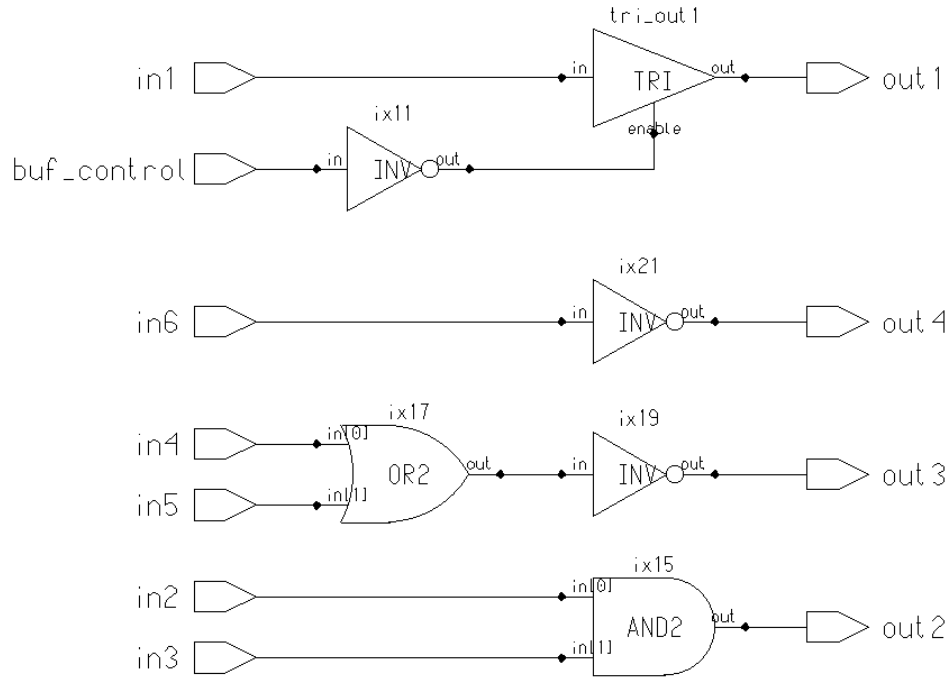 tri_out1
in1 in TRI out out1
ix11 enable
buf_control in INV out
ix21
in6 in INV out out4
ix17 ix19
in4 in[0]
OR2 out in INV out out3
in5 in[1]
ix15
in2 in[0]
AND2 out out2
in3 in[1]